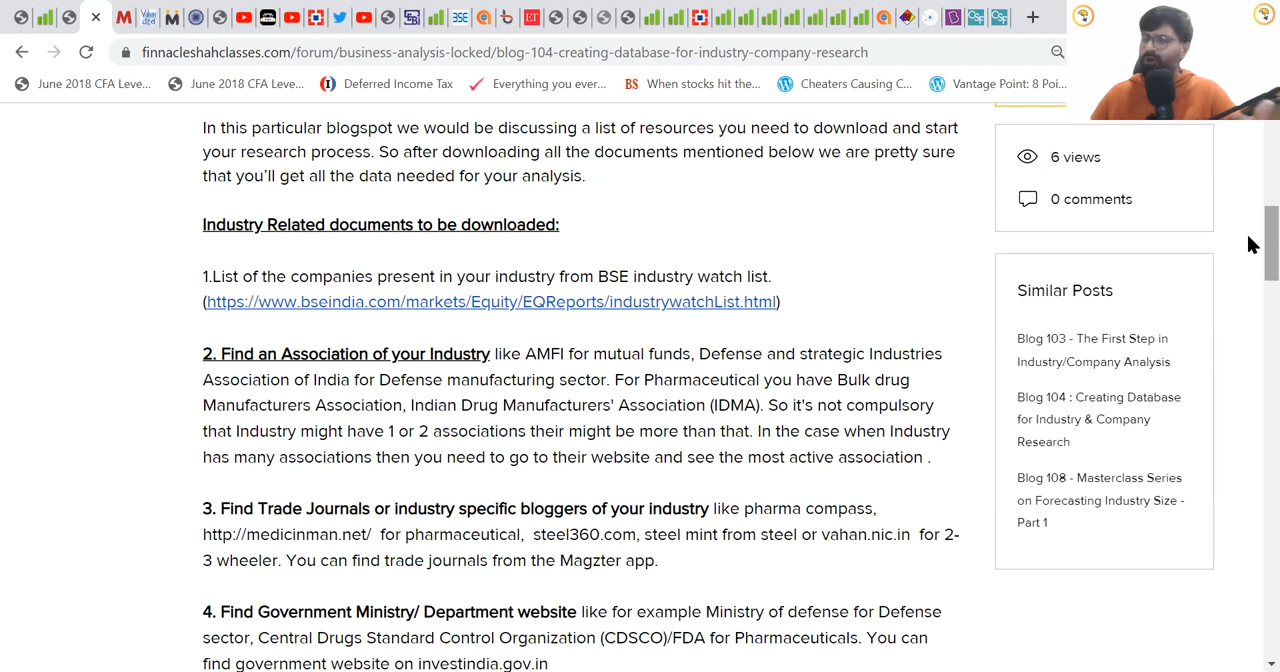 finnacleshahclasses.com/forum/business-analysis-locked/blog-104-creating-database-for-industry-company-research
June 2018 CFA Leve...
June 2018 CFA Leve...
Deferred Income Tax
Everything you ever...
BS When stocks hit the...
Cheaters Causing C...
Vantage Point: 8 Poi...
In this particular blogspot we would be discussing a list of resources you need to download and start
your research process. So after downloading all the documents mentioned below we are pretty sure
that you'll get all the data needed for your analysis.
Industry Related documents to be downloaded:
1.List of the companies present in your industry from BSE industry watch list.
(https://www.bseindia.com/markets/Equity/EQReports/industrywatchList.html)
2. Find an Association of your Industry like AMFI for mutual funds, Defense and strategic Industries
Association of India for Defense manufacturing sector. For Pharmaceutical you have Bulk drug
Manufacturers Association, Indian Drug Manufacturers' Association (IDMA). So it's not compulsory
that Industry might have 1 or 2 associations their might be more than that. In the case when Industry
has many associations then you need to go to their website and see the most active association .
3. Find Trade Journals or industry specific bloggers of your industry like pharma compass,
http://medicinman.net/ for pharmaceutical, steel360.com, steel mint from steel or vahan.nic.in for 2-
3 wheeler. You can find trade journals from the Magzter app.
4. Find Government Ministry/ Department website like for example Ministry of defense for Defense
sector, Central Drugs Standard Control Organization (CDSCO)/FDA for Pharmaceuticals. You can
find government website on investindia.gov.in
6 views
0 comments
Similar Posts
Blog 103 - The First Step in
Industry/Company Analysis
Blog 104 : Creating Database
for Industry & Company
Research
Blog 108 - Masterclass Series
on Forecasting Industry Size -
Part 1